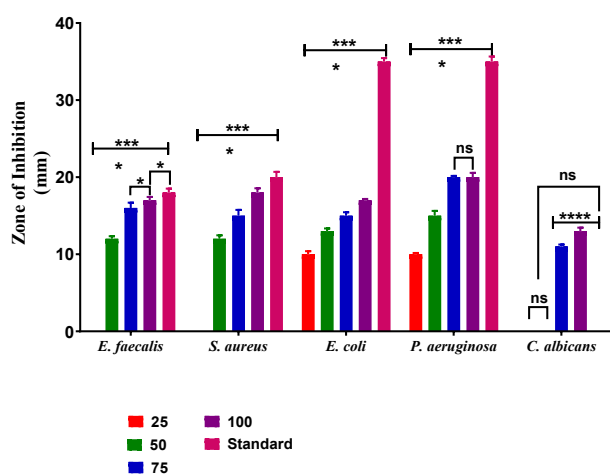 Zone of Inhibition
(mm)
40
30
20
10
0
***
*
*
*
***
*
***
*
***
*
ns
ns
****
ns
E. faecalis
S. aureus
E. coli
P. aeruginosa
C. albicans
25
50
75
100
Standard